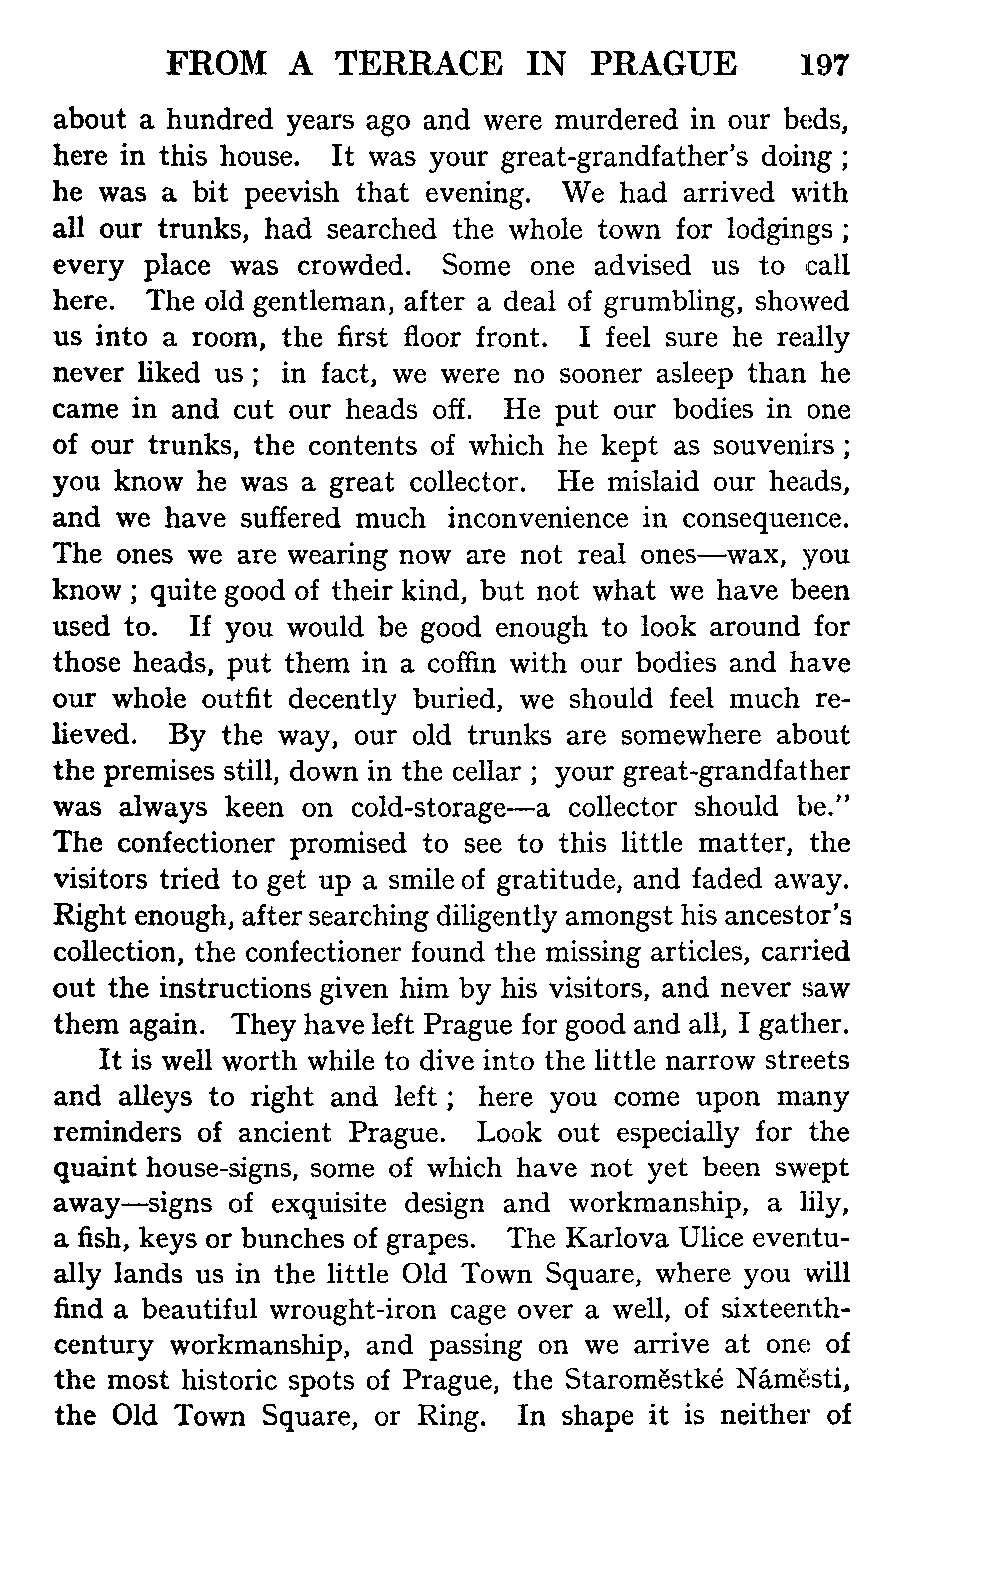 FROM A TERRACE IN PRAGUE 197
about a hundred years ago and were murdered in our beds,
here in this house. It was your great-grandfather's doing ;
he was a bit peevish that evening. We had arrived with
all our trunks, had searched the whole town for lodgings ;
every place was crowded. Some one advised us to call
here. The old gentleman, after a deal of grumbling, showed
us into a room, the first floor front. I feel sure he really
never liked us ; in fact, we were no sooner asleep than he
came in and cut our heads off. He put our bodies in one
of our trunks, the contents of which he kept as souvenirs ;
you know he was a great collector. He mislaid our heads,
and we have suffered much inconvenience in consequence.
The ones we are wearing now are not real ones—wax, you
know ; quite good of their kind, but not what we have been
used to. If you would be good enough to look around for
those heads, put them in a coffin with our bodies and have
our whole outfit decently buried, we should feel much re-
lieved. By the way, our old trunks are somewhere about
the premises still, down in the cellar ; your great-grandfather
was always keen on cold-storage—a collector should be."
The confectioner promised to see to this little matter, the
visitors tried to get up a smile of gratitude, and faded away.
Right enough, after searching diligently amongst his ancestor's
collection, the confectioner found the missing articles, carried
out the instructions given him by his visitors, and never saw
them again. They have left Prague for good and all, I gather.
It is well worth while to dive into the little narrow streets
and alleys to right and left ; here you come upon many
reminders of ancient Prague. Look out especially for the
quaint house-signs, some of which have not yet been swept
away—signs of exquisite design and workmanship, a lily,
a fish, keys or bunches of grapes. The Karlova Ulice eventu-
ally lands us in the little Old Town Square, where you will
find a beautiful wrought-iron cage over a well, of sixteenth-
century workmanship, and passing on we arrive at one of
the most historic spots of Prague, the Staroměstké Náměsti,
the Old Town Square, or Ring. In shape it is neither of